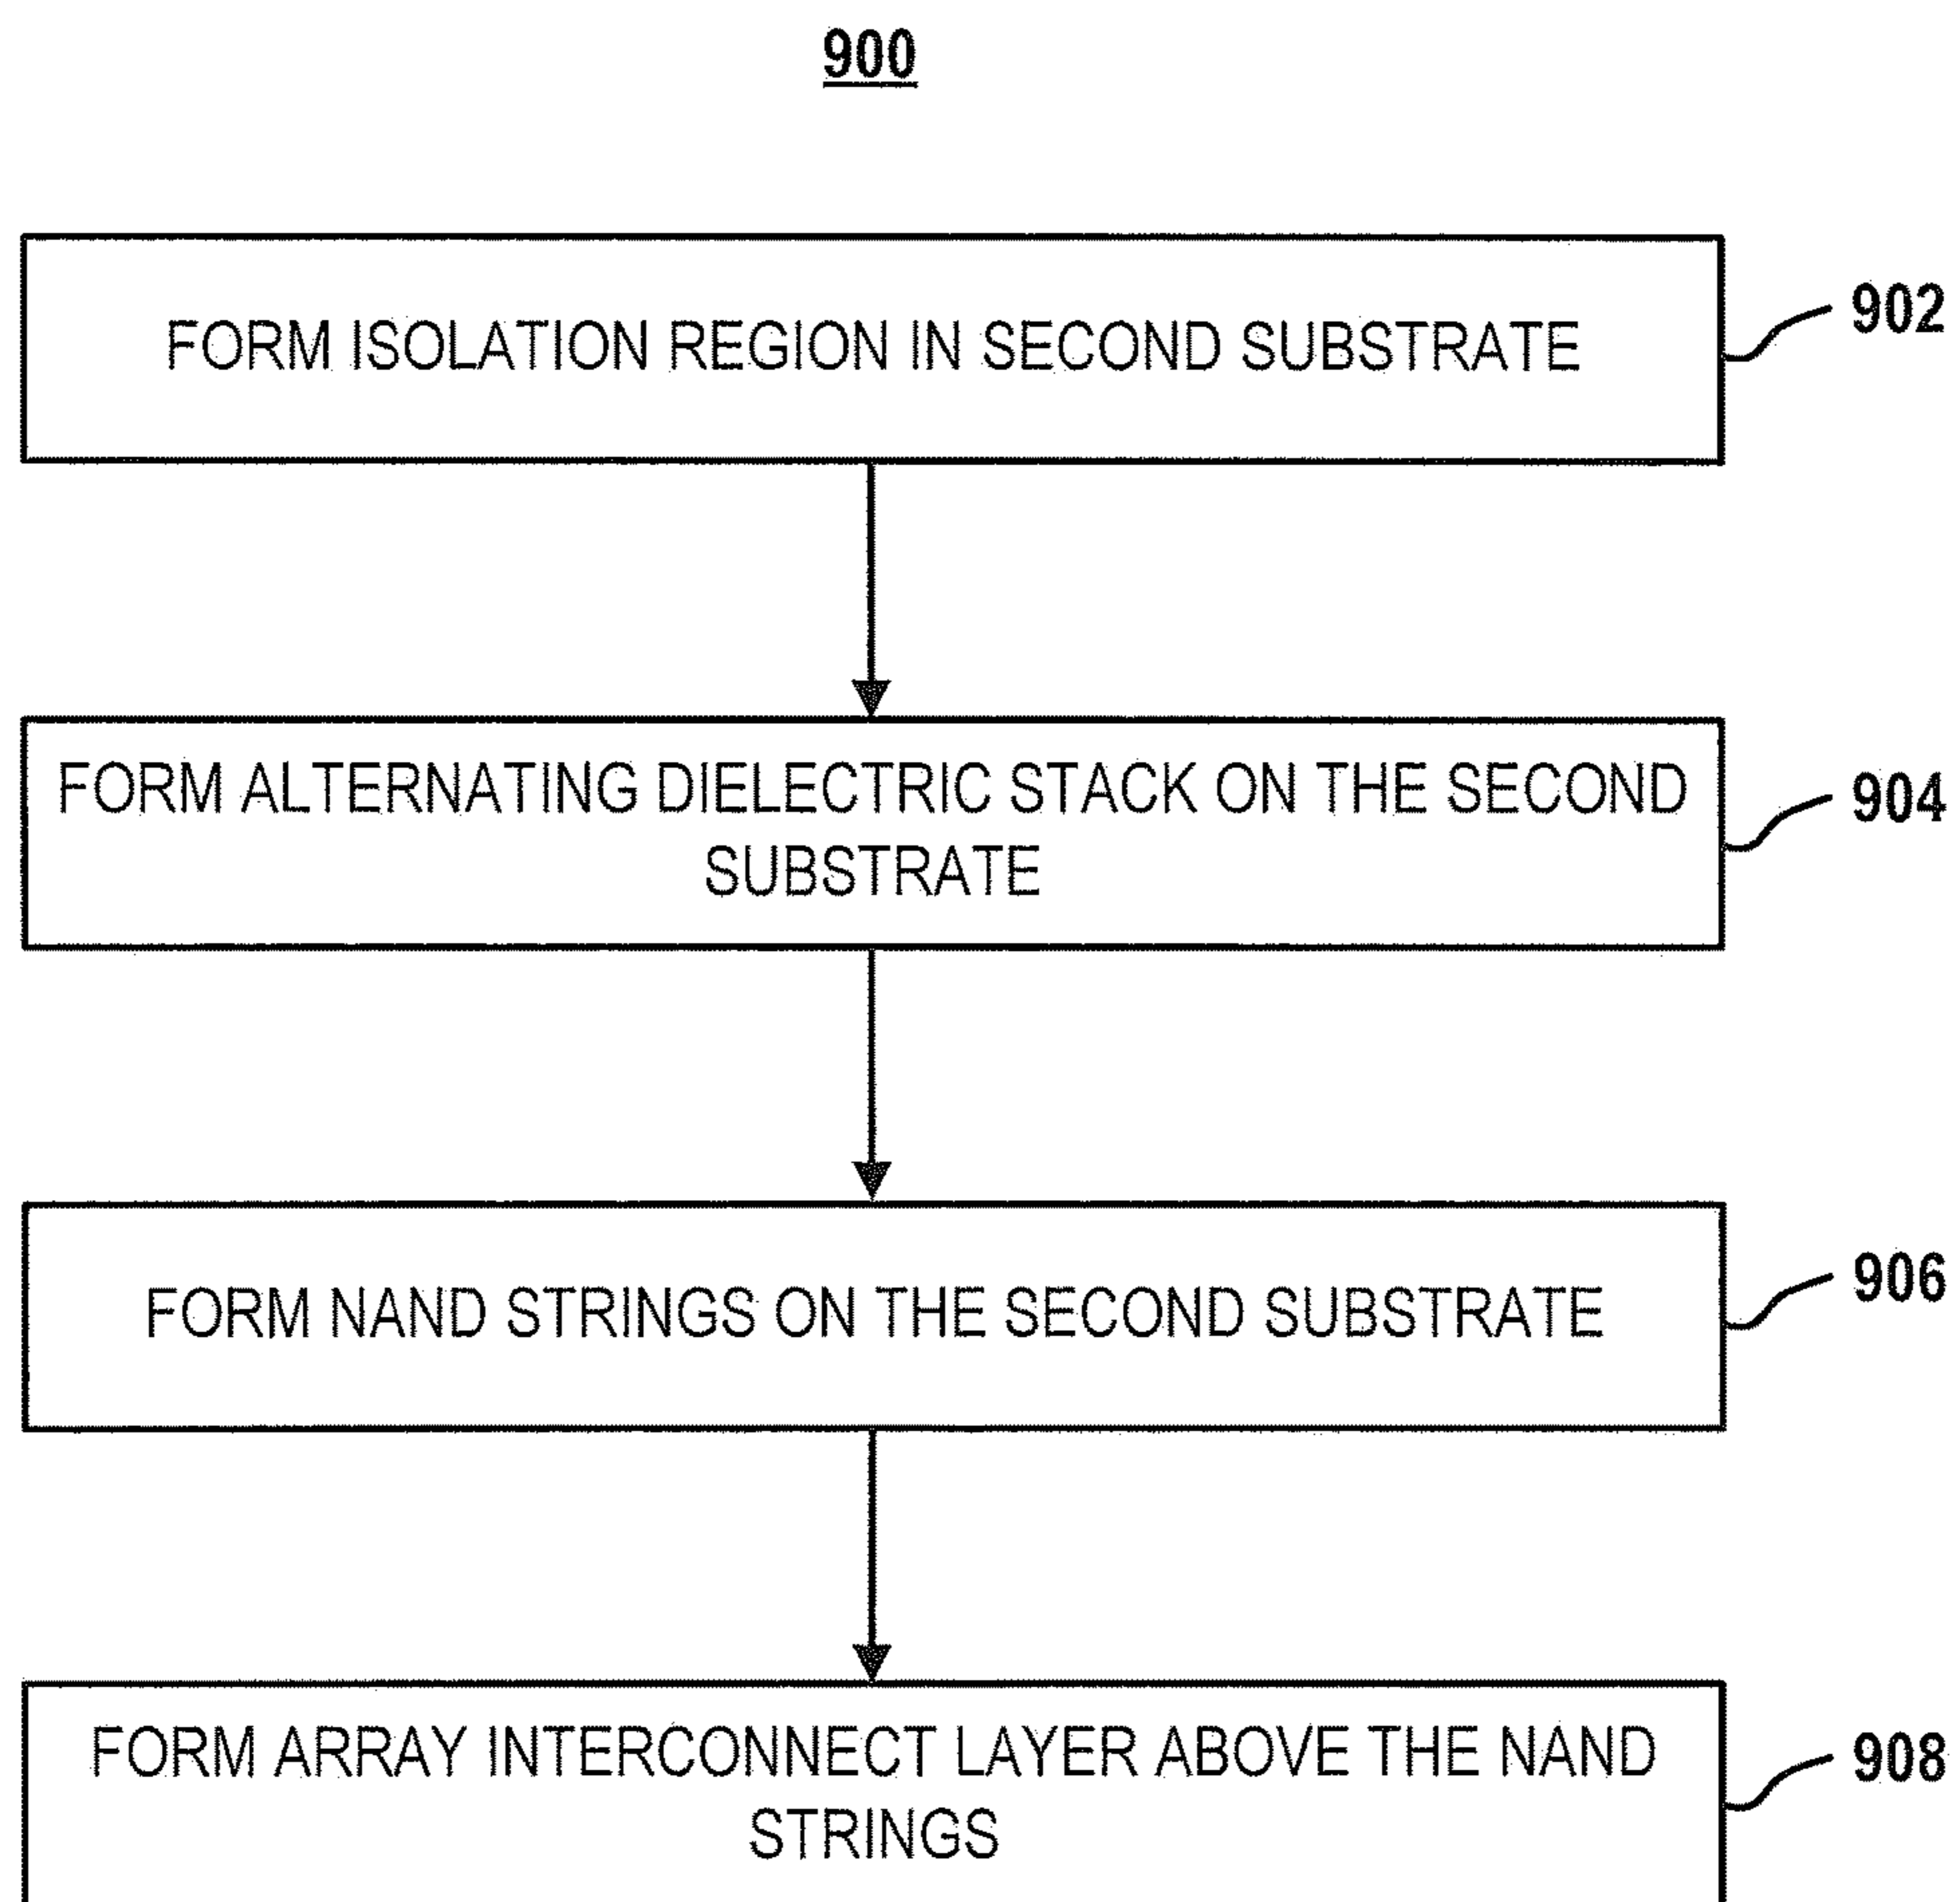 900
FORM ISOLATION REGION IN SECOND SUBSTRATE
902
FORM ALTERNATING DIELECTRIC STACK ON THE SECOND
SUBSTRATE
904
FORM NAND STRINGS ON THE SECOND SUBSTRATE
906
FORM ARRAY INTERCONNECT LAYER ABOVE THE NAND
STRINGS
908